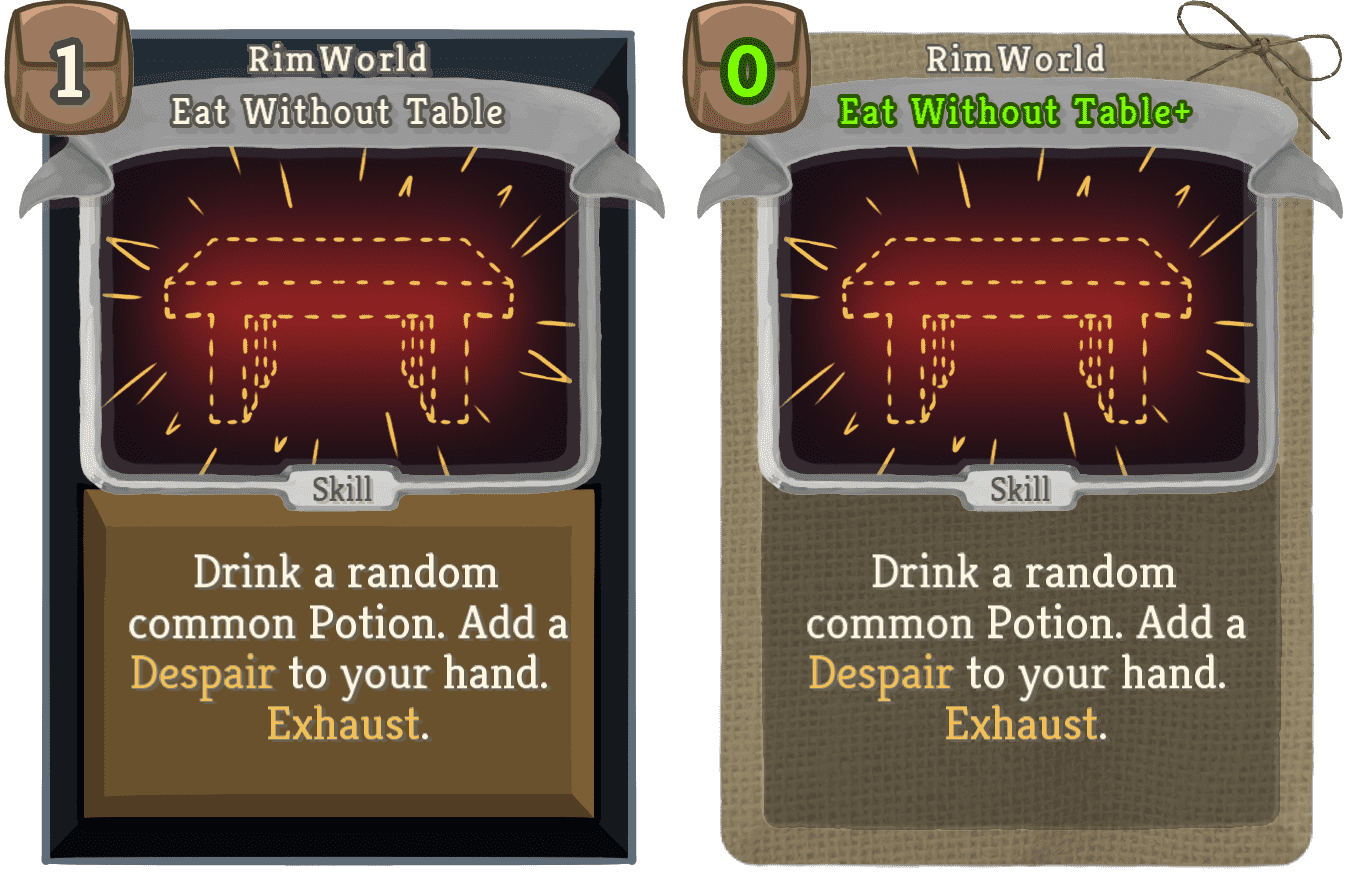 1
RimWorld
Eat Without Table
Skill
Drink a random
common Potion. Add a
Despair to your hand.
Exhaust.
0
RimWorld
Eat Without Table+
Skill
Drink a random
common Potion. Add a
Despair to your hand.
Exhaust.